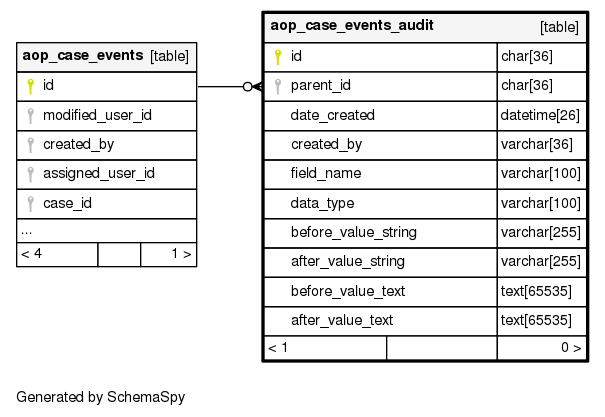 aop_case_events [table]
id
modified_user_id
created_by
assigned_user_id
case_id
...
< 4 1 >
aop_case_events_audit [table]
id char[36]
parent_id char[36]
date_created datetime[26]
created_by varchar[36]
field_name varchar[100]
data_type varchar[100]
before_value_string varchar[255]
after_value_string varchar[255]
before_value_text text[65535]
after_value_text text[65535]
< 1 0 >
Generated by SchemaSpy